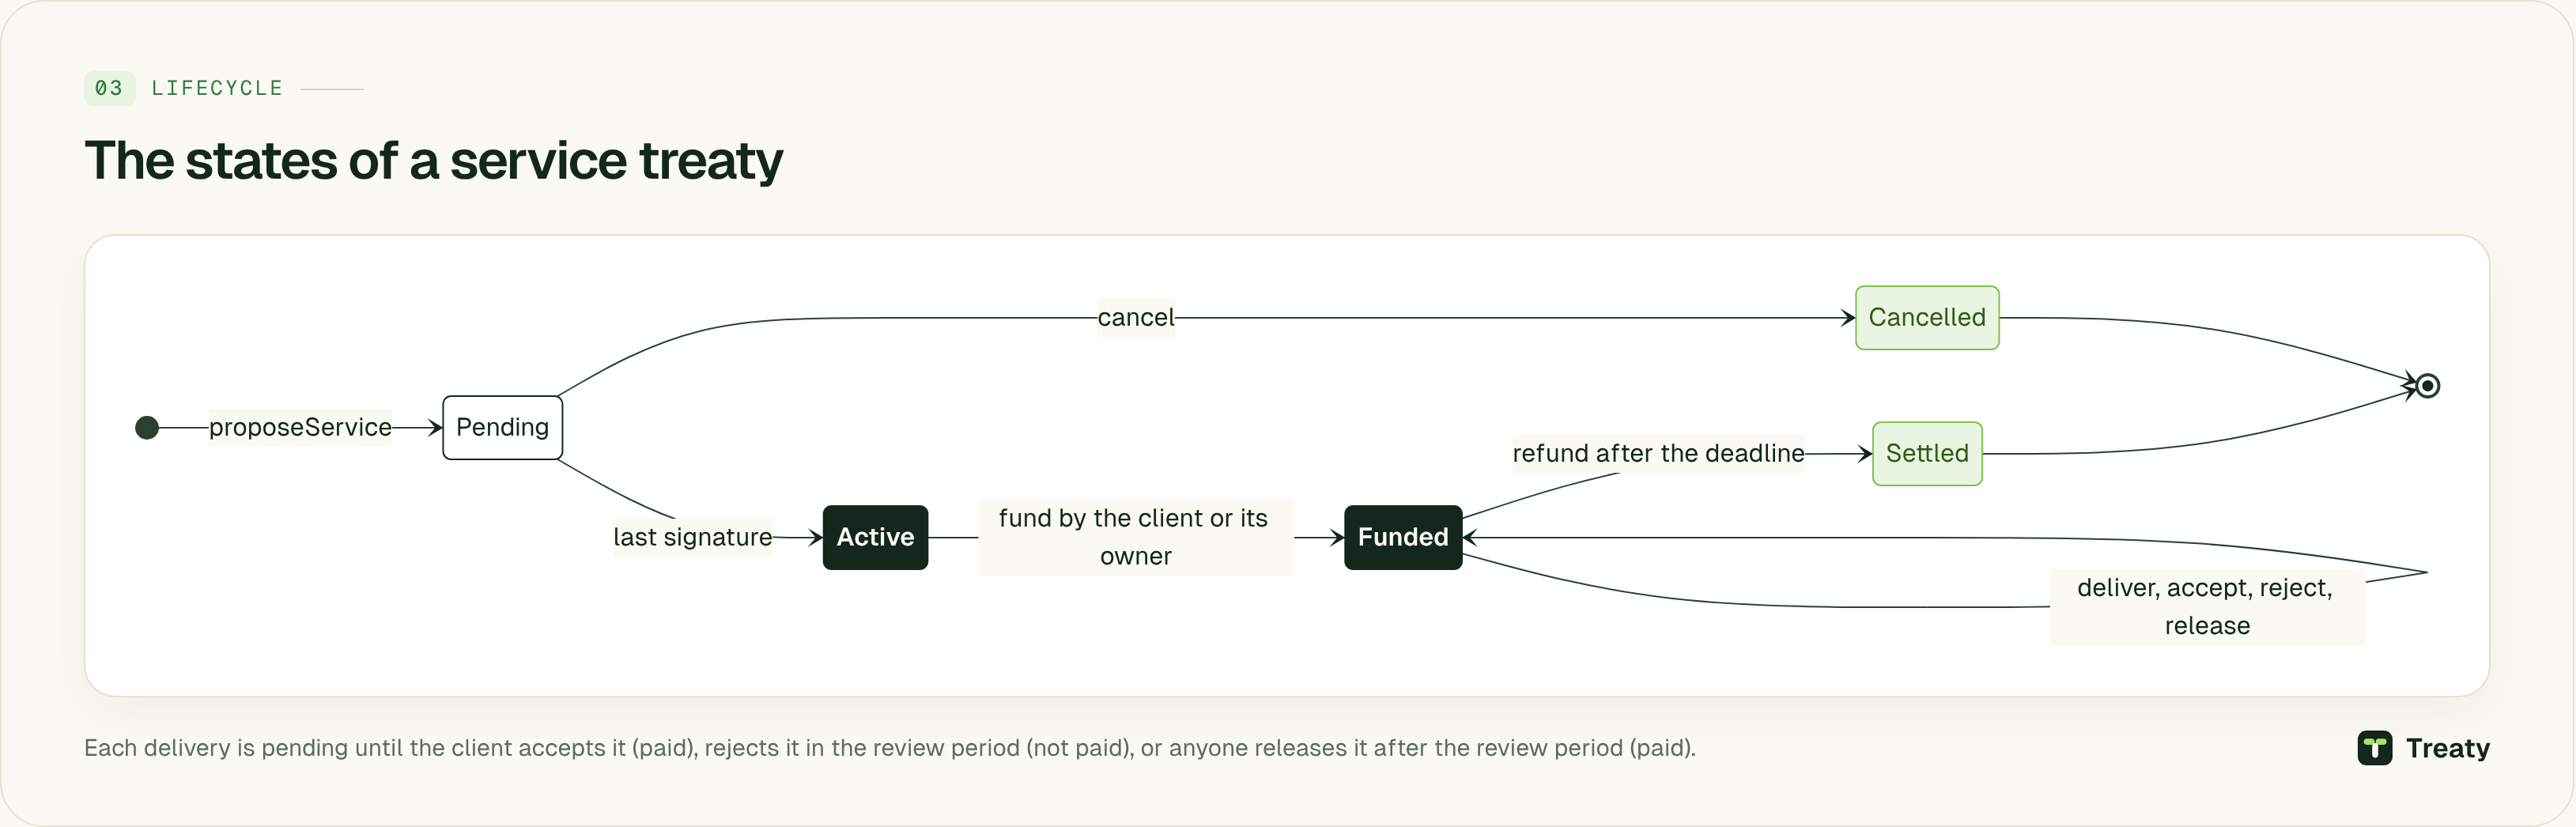 03 LIFECYCLE
The states of a service treaty
cancel
Cancelled
proposeService
Pending
refund after the deadline
Settled
last signature
Active
fund by the client or its
owner
Funded
deliver, accept, reject,
release
Each delivery is pending until the client accepts it (paid), rejects it in the review period (not paid), or anyone releases it after the review period (paid).
Treaty